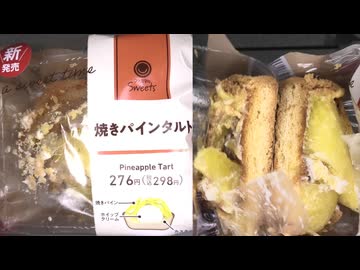 新
発売
a sweet time
Sweets
焼きパインタルト
Pineapple Tart
276円(税込298円)
焼きパイン
ホイップ
クリーム